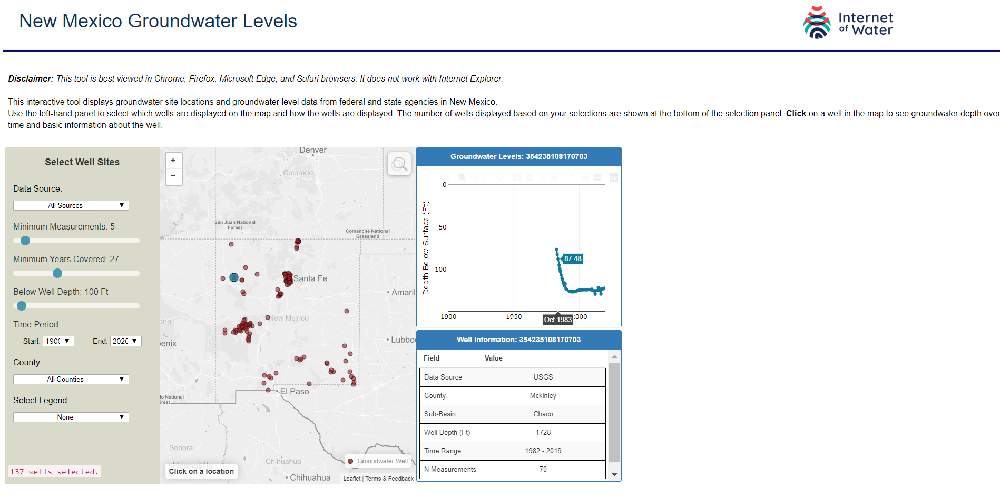 New Mexico Groundwater Levels
Internet
of Water
Disclaimer: This tool is best viewed in Chrome, Firefox, Microsoft Edge, and Safari browsers. It does not work with Internet Explorer.
This interactive tool displays groundwater site locations and groundwater level data from federal and state agencies in New Mexico.
Use the left-hand panel to select which wells are displayed on the map and how the wells are displayed. The number of wells displayed based on your selections are shown at the bottom of the selection panel. Click on a well in the map to see groundwater depth over
time and basic information about the well.
Select Well Sites
Data Source:
All Sources
Minimum Measurements: 5
Minimum Years Covered: 27
Below Well Depth: 100 Ft
Time Period:
Start: 190 End: 202
County:
All Counties
Select Legend
None
137 wells selected.
+
−
Denver
Colorado
San Juan National
Forest
Comanche National
Grassland
Santa Fe
Amaril
New Mexico
ona
enix
Lubbo
El Paso
lo National
rest
Sonora
Hermosillo
Chihuahua
Chihuahua
Click on a location
Groundwater Well
Leaflet | Terms & Feedback
Groundwater Levels: 354235108170703
Depth Below Surface (Ft)
0
50
100
87.48
1900
1950
Oct 1983
2000
Well Information: 354235108170703
Field Value
Data Source USGS
County Mckinley
Sub-Basin Chaco
Well Depth (Ft) 1728
Time Range 1982 - 2019
N Measurements 70